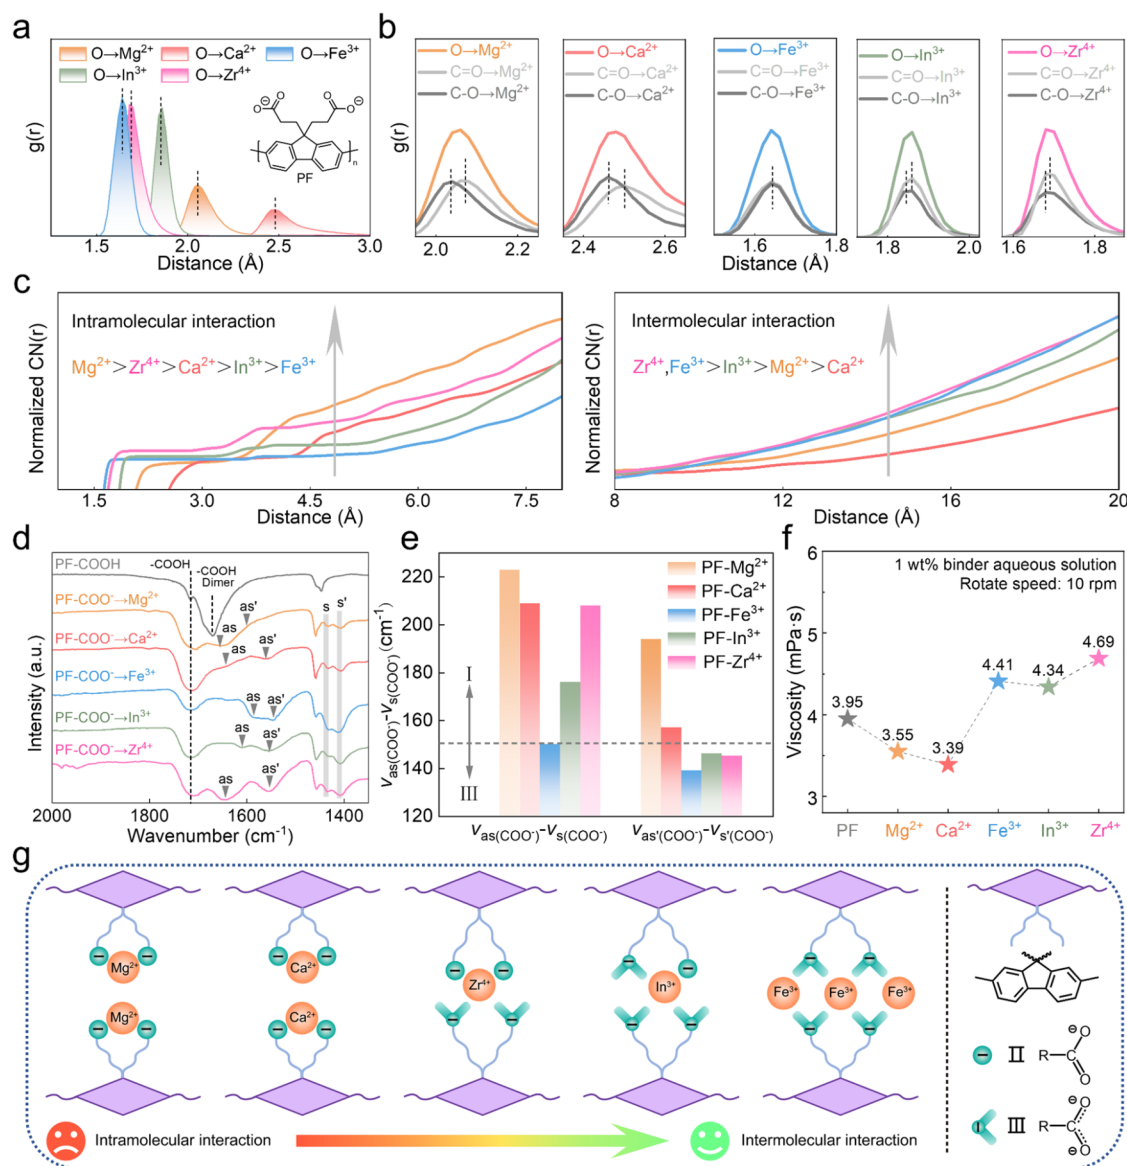 a
O→Mg²⁺ O→Ca²⁺ O→Fe³⁺
O→In³⁺ O→Zr⁴⁺
g(r)
⊖O O O O⊖
n
PF
1.5 2.0 2.5 3.0
Distance (Å)
b
O→Mg²⁺ O→Ca²⁺ O→Fe³⁺ O→In³⁺ O→Zr⁴⁺
C=O→Mg²⁺ C=O→Ca²⁺ C=O→Fe³⁺ C=O→In³⁺ C=O→Zr⁴⁺
C-O→Mg²⁺ C-O→Ca²⁺ C-O→Fe³⁺ C-O→In³⁺ C-O→Zr⁴⁺
g(r)
2.0 2.2 2.4 2.6 1.6 1.8 1.8 2.0 1.6 1.8
Distance (Å)
c
Intramolecular interaction
Mg²⁺>Zr⁴⁺>Ca²⁺>In³⁺>Fe³⁺
Normalized CN(r)
1.5 3.0 4.5 6.0 7.5
Distance (Å)
Intermolecular interaction
Zr⁴⁺,Fe³⁺>In³⁺>Mg²⁺>Ca²⁺
Normalized CN(r)
8 12 16 20
Distance (Å)
d
PF-COOH
-COOH
-COOH
Dimer
PF-COO⁻→Mg²⁺ as as' s s'
PF-COO⁻→Ca²⁺ as as'
PF-COO⁻→Fe³⁺ as as'
PF-COO⁻→In³⁺ as as'
PF-COO⁻→Zr⁴⁺ as as'
Intensity (a.u.)
2000 1800 1600 1400
Wavenumber (cm⁻¹)
e
PF-Mg²⁺
PF-Ca²⁺
PF-Fe³⁺
PF-In³⁺
PF-Zr⁴⁺
I
III
220
200
180
160
140
120
νas(COO⁻)-νs(COO⁻) (cm⁻¹)
νas(COO⁻)-νs(COO⁻) νas'(COO⁻)-νs'(COO⁻)
f
1 wt% binder aqueous solution
Rotate speed: 10 rpm
6
5
4
3
Viscosity (mPa·s)
3.95 3.55 3.39 4.41 4.34 4.69
PF Mg²⁺ Ca²⁺ Fe³⁺ In³⁺ Zr⁴⁺
g
Mg²⁺ Ca²⁺ Zr⁴⁺ In³⁺ Fe³⁺ Fe³⁺ Fe³⁺
Mg²⁺ Ca²⁺
II R O⊖ O
III R O⊖ O⊖
Intramolecular interaction Intermolecular interaction